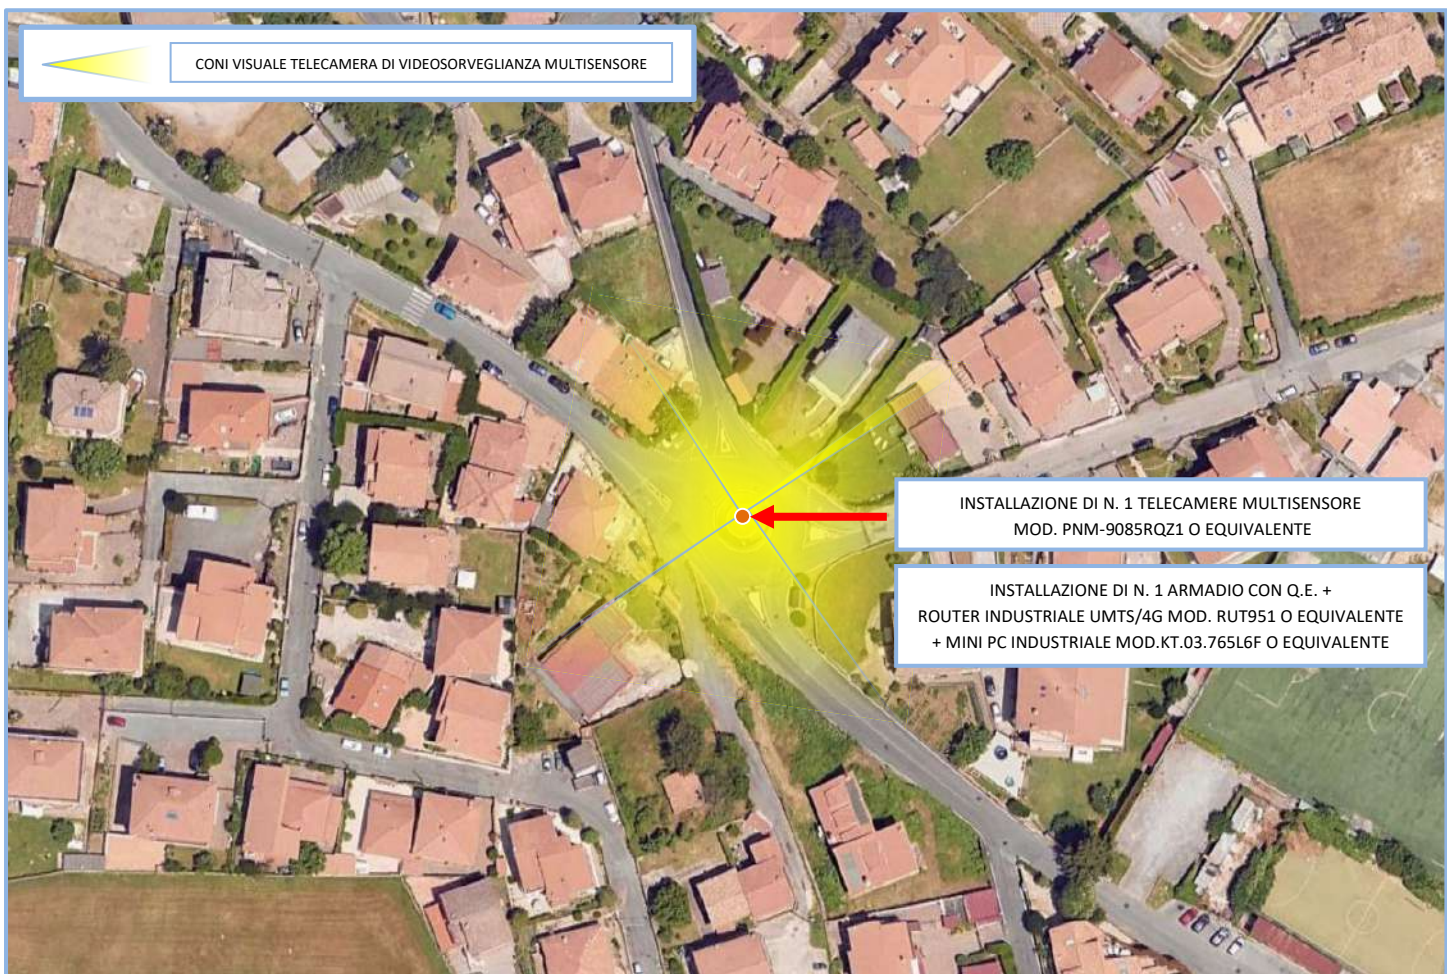 CONI VISUALE TELECAMERA DI VIDEOSORVEGLIANZA MULTISENSORE
INSTALLAZIONE DI N. 1 TELECAMERE MULTISENSORE
MOD. PNM-9085RQZ1 O EQUIVALENTE
INSTALLAZIONE DI N. 1 ARMADIO CON Q.E. +
ROUTER INDUSTRIALE UMTS/4G MOD. RUT951 O EQUIVALENTE
+ MINI PC INDUSTRIALE MOD.KT.03.765L6F O EQUIVALENTE